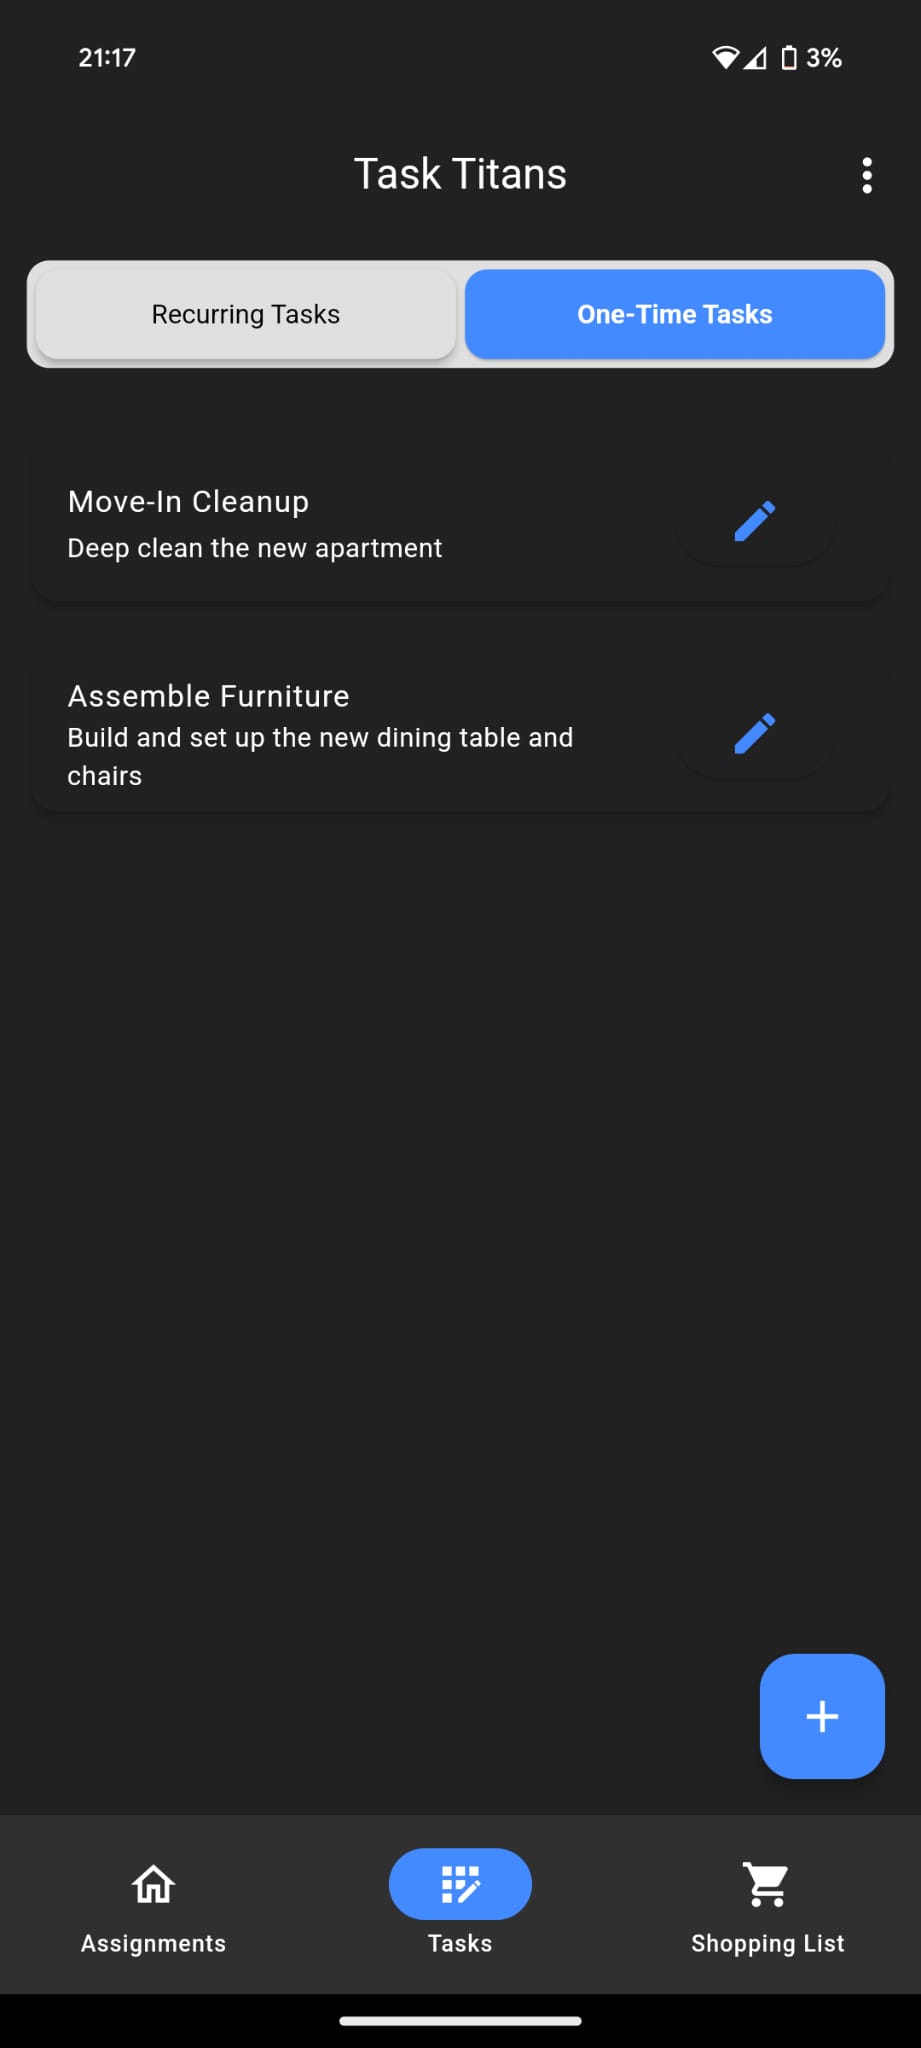 21:17
3%
Task Titans
Recurring Tasks
One-Time Tasks
Move-In Cleanup
Deep clean the new apartment
Assemble Furniture
Build and set up the new dining table and
chairs
Assignments
Tasks
Shopping List